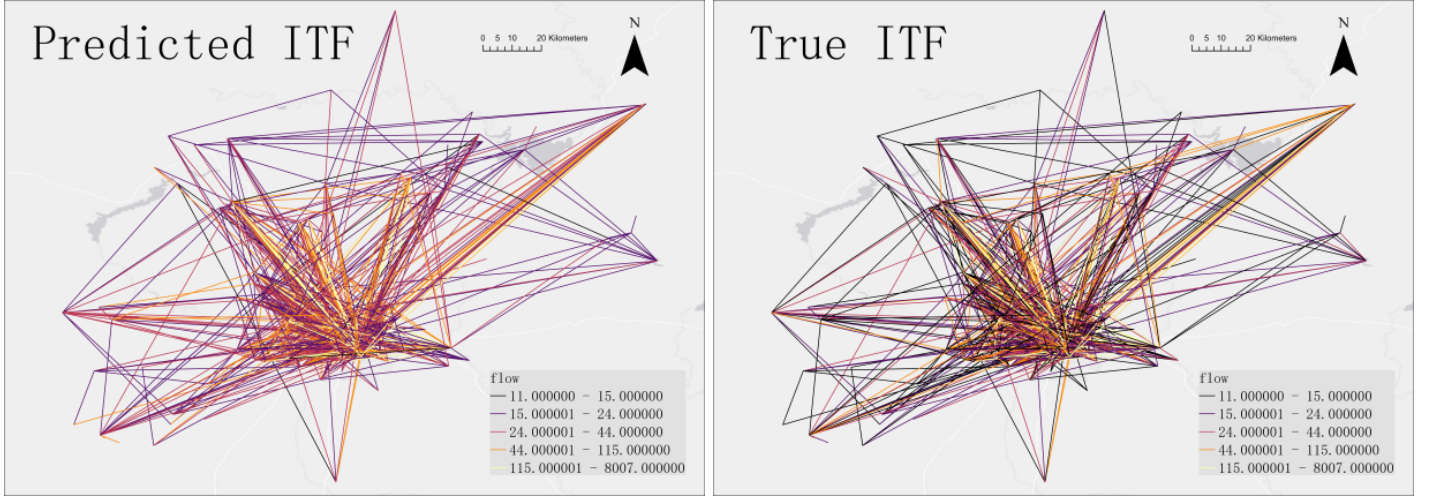 Predicted ITF
0 5 10 20 Kilometers
N
flow
11.000000 - 15.000000
15.000001 - 24.000000
24.000001 - 44.000000
44.000001 - 115.000000
115.000001 - 8007.000000
True ITF
0 5 10 20 Kilometers
N
flow
11.000000 - 15.000000
15.000001 - 24.000000
24.000001 - 44.000000
44.000001 - 115.000000
115.000001 - 8007.000000